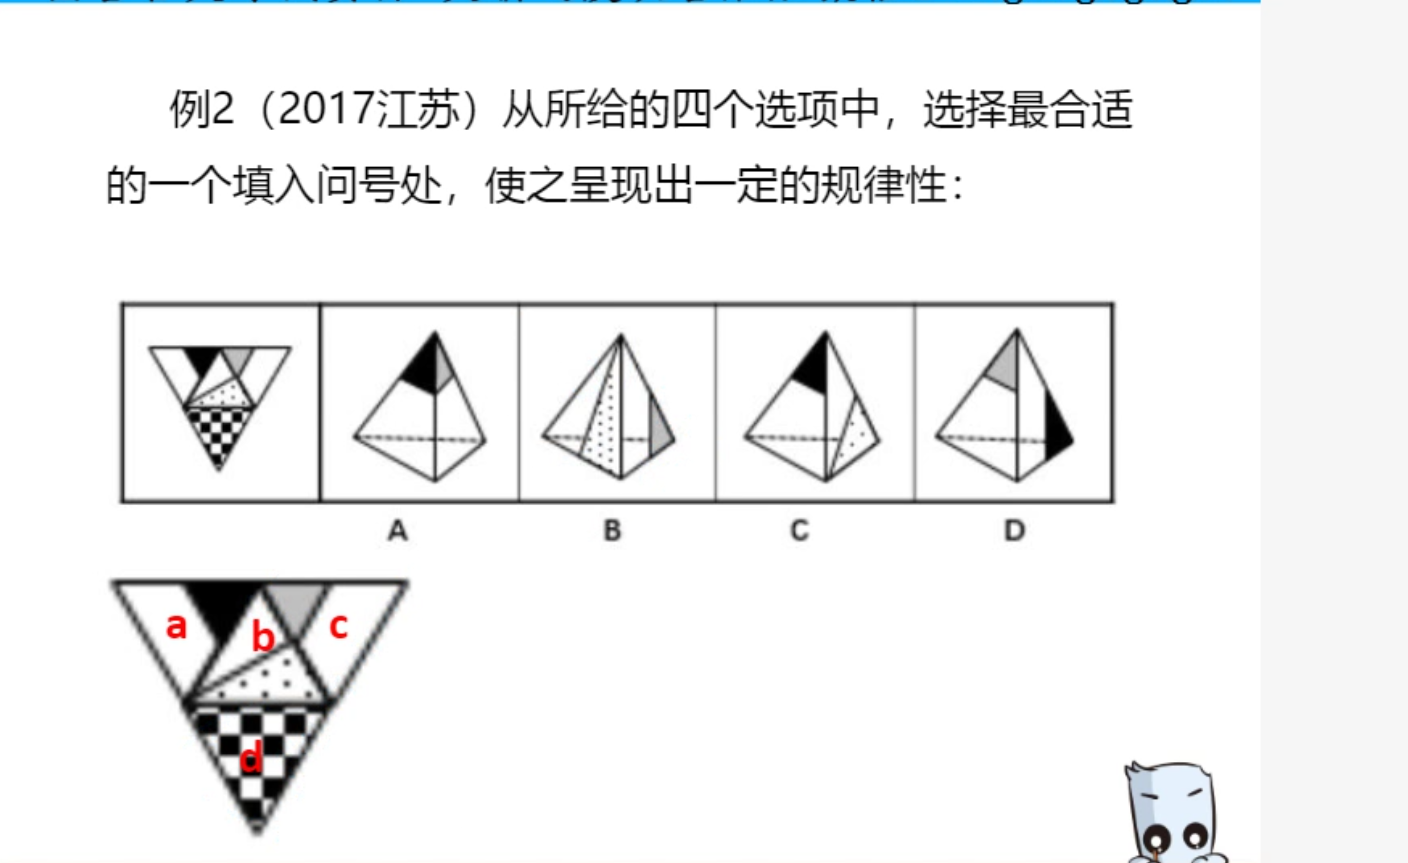 例2（2017江苏）从所给的四个选项中，选择最合适
的一个填入问号处，使之呈现出一定的规律性：
A B C D
a b c
d